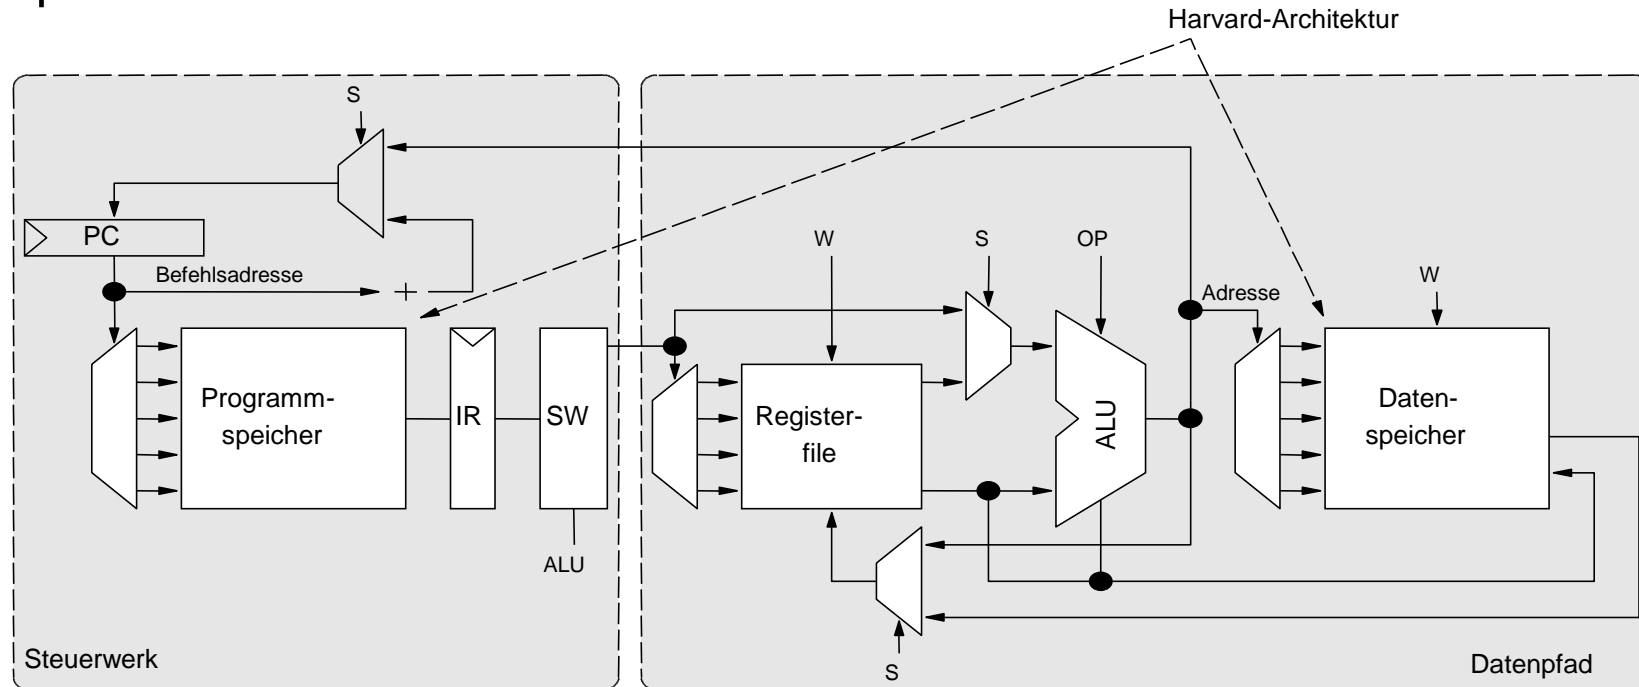 Harvard-Architektur
S
PC
Befehlsadresse
+
W
S
OP
Adresse
W
Programm-
speicher
IR
SW
Register-
file
ALU
Daten-
speicher
ALU
S
Steuerwerk
Datenpfad